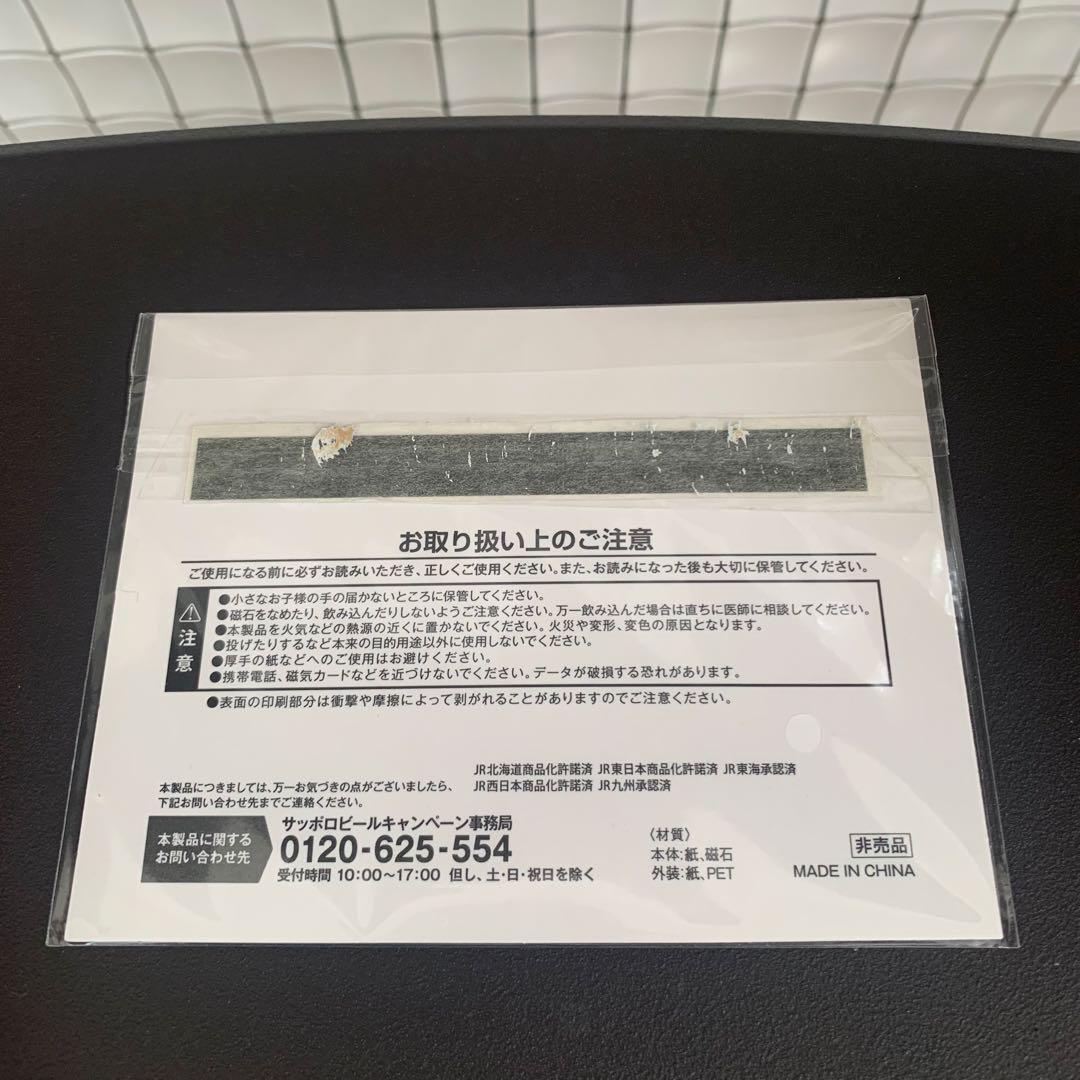 お取り扱い上のご注意
ご使用になる前に必ずお読みいただき、正しくご使用ください。また、お読みになった後も大切に保管してください。
⚠注意
●小さなお子様の手の届かないところに保管してください。
●磁石をなめたり、飲み込んだりしないようご注意ください。万一飲み込んだ場合は直ちに医師に相談してください。
●本製品を火気などの熱源の近くに置かないでください。火災や変形、変色の原因となります。
●投げたりするなど本来の目的用途以外に使用しないでください。
●厚手の紙などへのご使用はお避けください。
●携帯電話、磁気カードなどを近づけないでください。データが破損する恐れがあります。
●表面の印刷部分は衝撃や摩擦によって剥がれることがありますのでご注意ください。
JR北海道商品化許諾済 JR東日本商品化許諾済 JR東海承認済
JR西日本商品化許諾済 JR九州承認済
本製品につきましては、万一お気づきの点がございましたら、
下記お問い合わせ先までご連絡ください。
本製品に関する
お問い合わせ先
サッポロビールキャンペーン事務局
0120-625-554
受付時間 10:00〜17:00 但し、土・日・祝日を除く
〈材質〉
本体:紙、磁石
外装:紙、PET
非売品
MADE IN CHINA